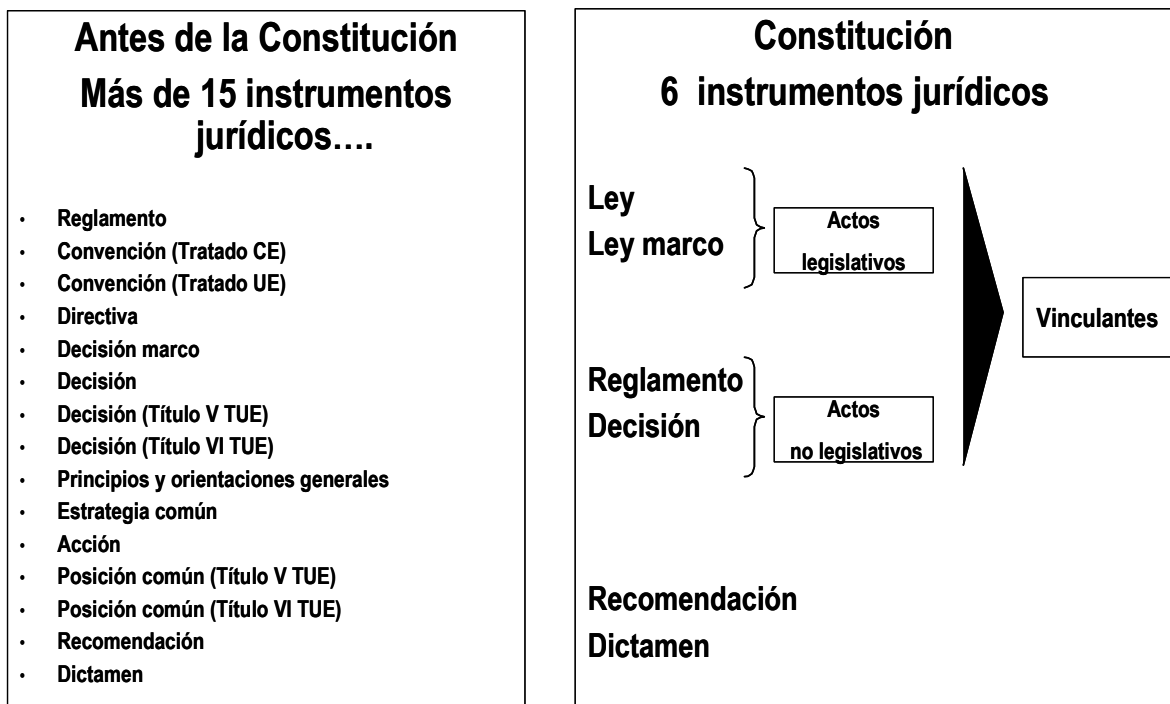 Antes de la Constitución
Más de 15 instrumentos
jurídicos….
· Reglamento
· Convención (Tratado CE)
· Convención (Tratado UE)
· Directiva
· Decisión marco
· Decisión
· Decisión (Título V TUE)
· Decisión (Título VI TUE)
· Principios y orientaciones generales
· Estrategia común
· Acción
· Posición común (Título V TUE)
· Posición común (Título VI TUE)
· Recomendación
· Dictamen
Constitución
6 instrumentos jurídicos
Ley
Ley marco
Actos
legislativos
Reglamento
Decisión
Actos
no legislativos
Vinculantes
Recomendación
Dictamen